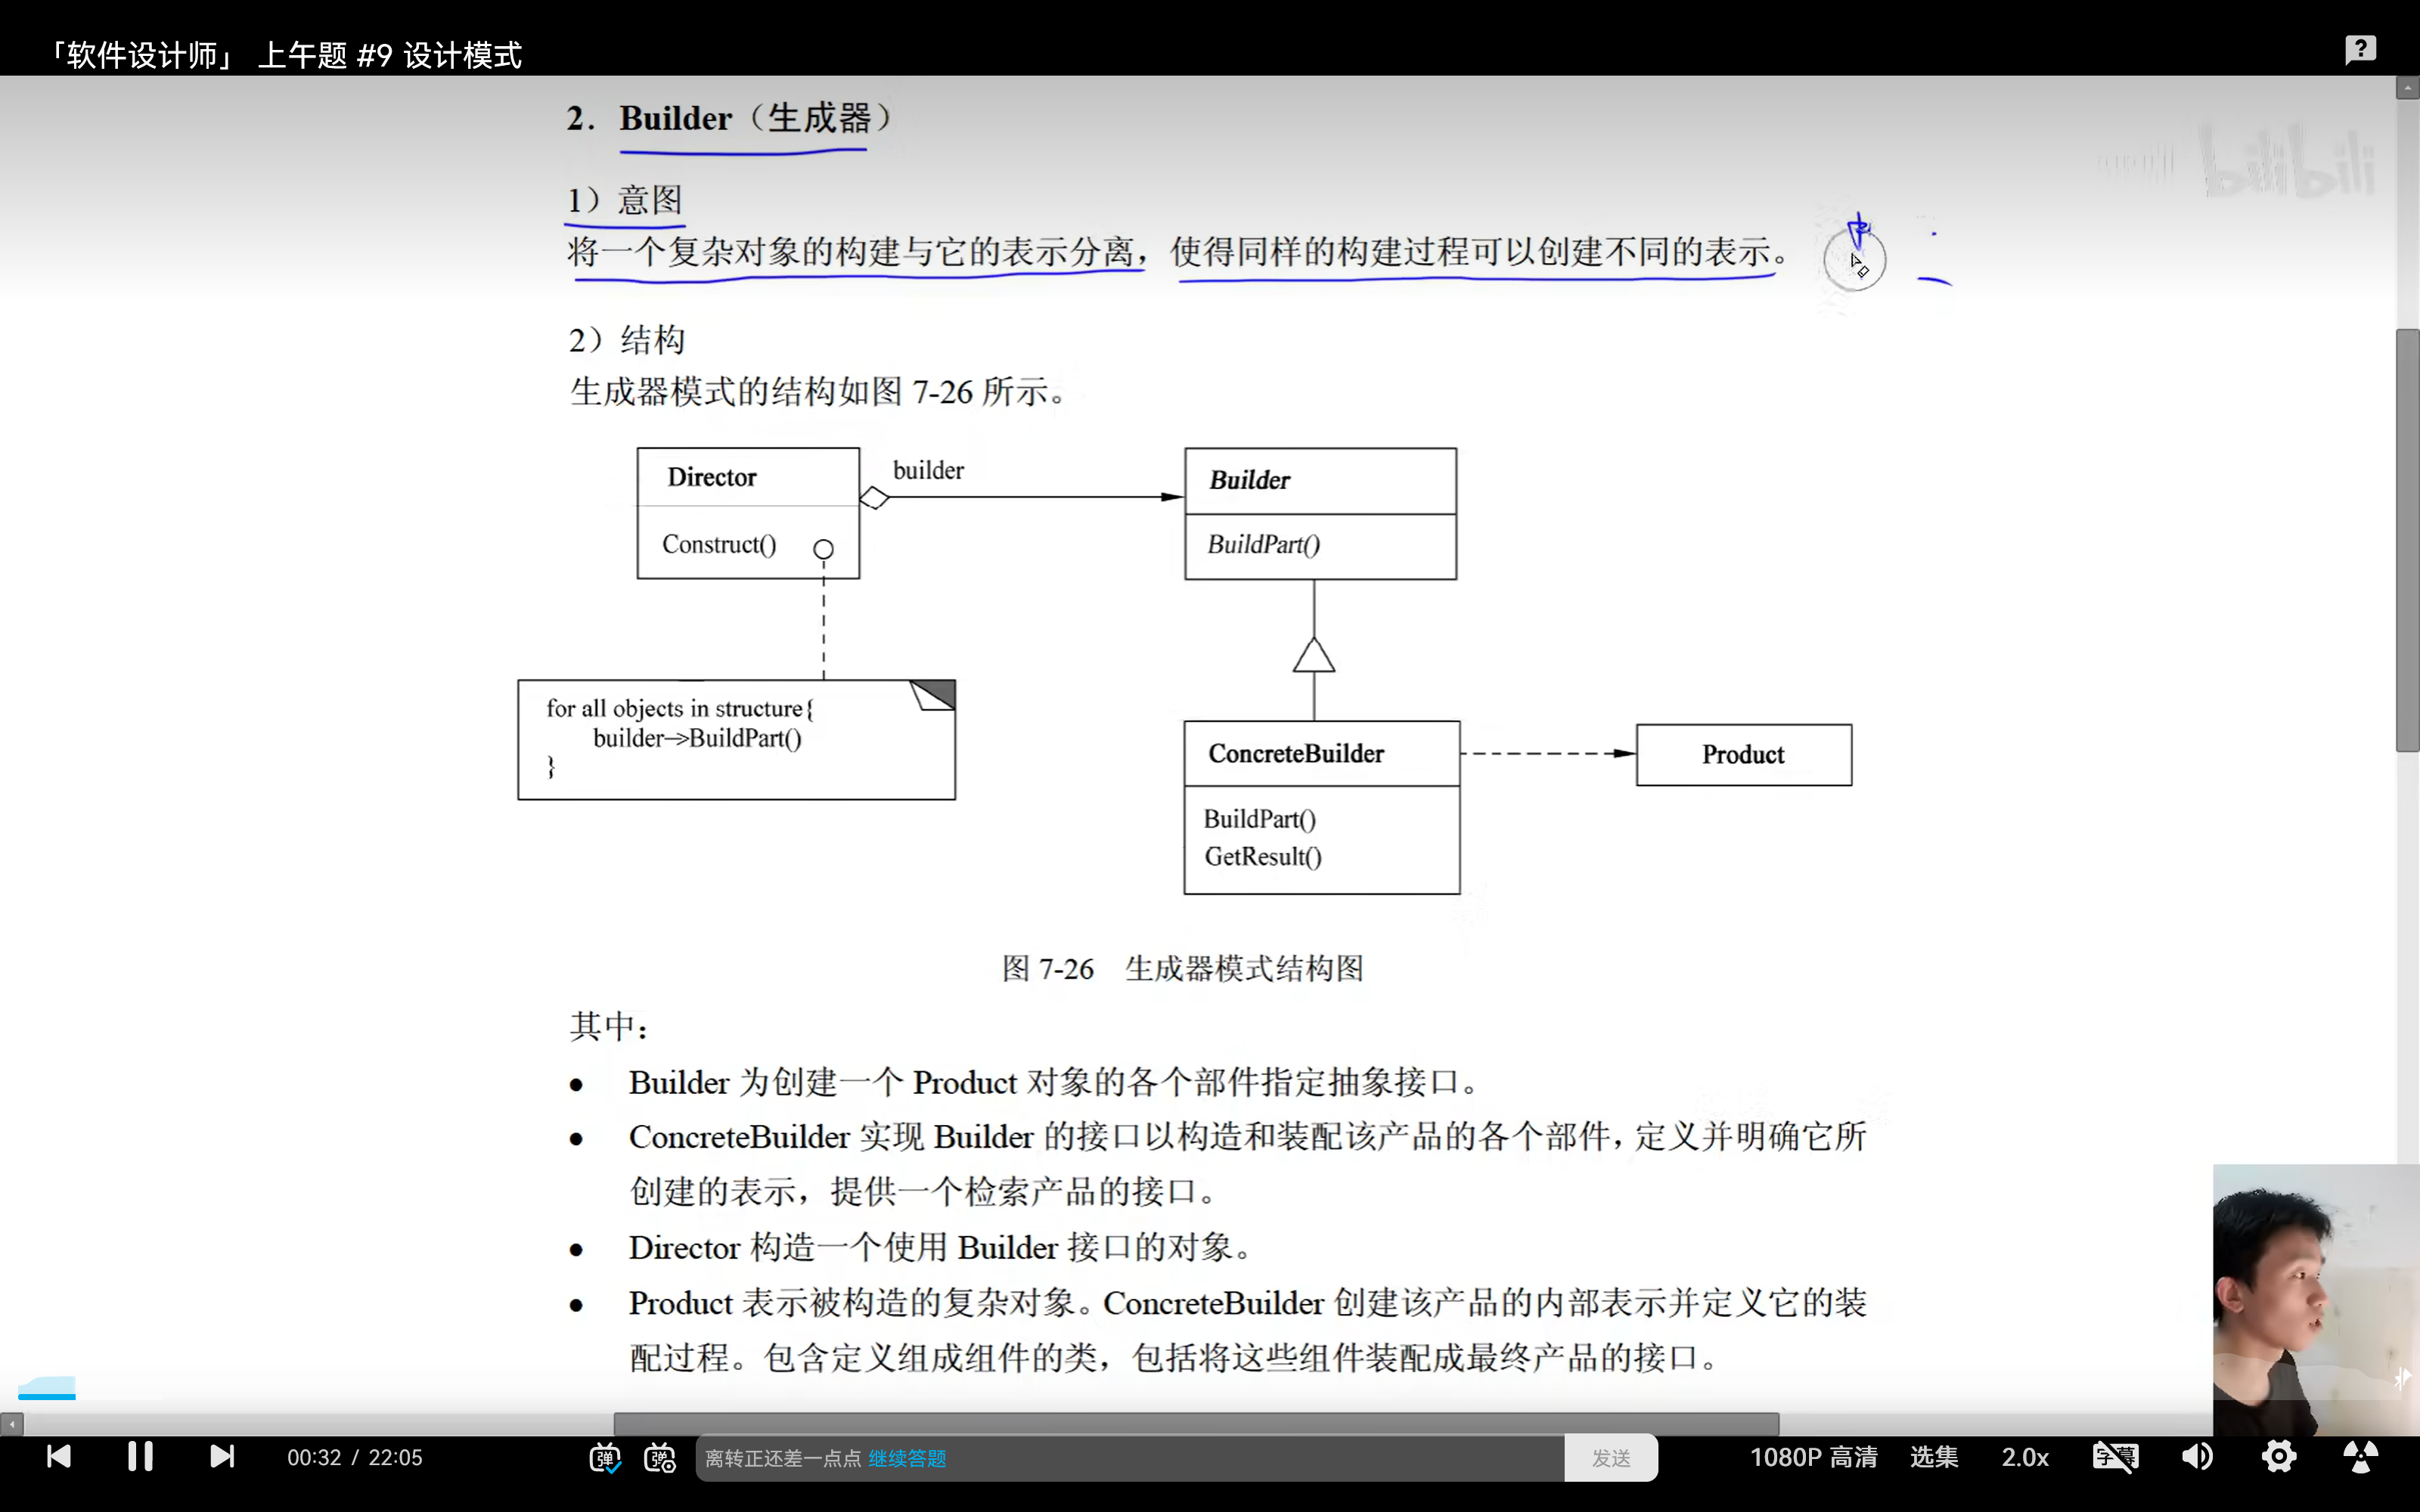 「软件设计师」 上午题 #9 设计模式
bilibili
2. Builder（生成器）
1）意图
将一个复杂对象的构建与它的表示分离，使得同样的构建过程可以创建不同的表示。
2）结构
生成器模式的结构如图 7-26 所示。
Director
builder
Builder
Construct()
BuildPart()
for all objects in structure{
builder->BuildPart()
}
ConcreteBuilder
Product
BuildPart()
GetResult()
图 7-26 生成器模式结构图
其中：
● Builder 为创建一个 Product 对象的各个部件指定抽象接口。
● ConcreteBuilder 实现 Builder 的接口以构造和装配该产品的各个部件，定义并明确它所
创建的表示，提供一个检索产品的接口。
● Director 构造一个使用 Builder 接口的对象。
● Product 表示被构造的复杂对象。ConcreteBuilder 创建该产品的内部表示并定义它的装
配过程。包含定义组成组件的类，包括将这些组件装配成最终产品的接口。
00:32 / 22:05
弹
弹
离转正还差一点点 继续答题
发送
1080P 高清
选集
2.0x
字幕